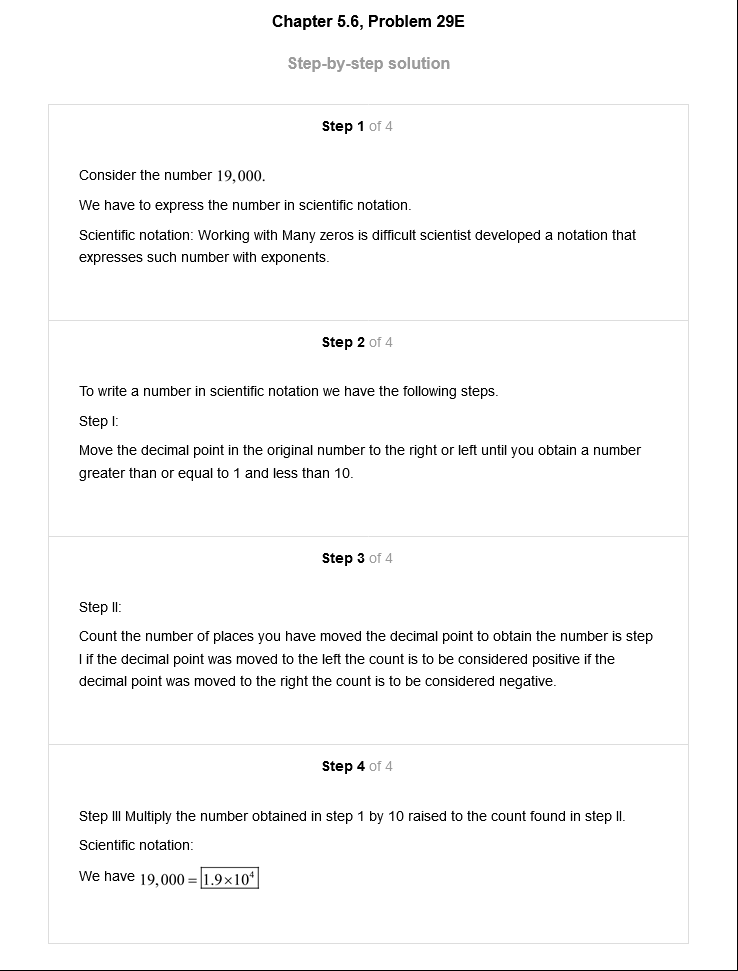 Chapter 5.6, Problem 29E
Step-by-step solution
Step 1 of 4
Consider the number 19,000.
We have to express the number in scientific notation.
Scientific notation: Working with Many zeros is difficult scientist developed a notation that
expresses such number with exponents.
Step 2 of 4
To write a number in scientific notation we have the following steps.
Step I:
Move the decimal point in the original number to the right or left until you obtain a number
greater than or equal to 1 and less than 10.
Step 3 of 4
Step II:
Count the number of places you have moved the decimal point to obtain the number is step
I if the decimal point was moved to the left the count is to be considered positive if the
decimal point was moved to the right the count is to be considered negative.
Step 4 of 4
Step III Multiply the number obtained in step 1 by 10 raised to the count found in step II.
Scientific notation:
We have 19,000 = 1.9×10⁴